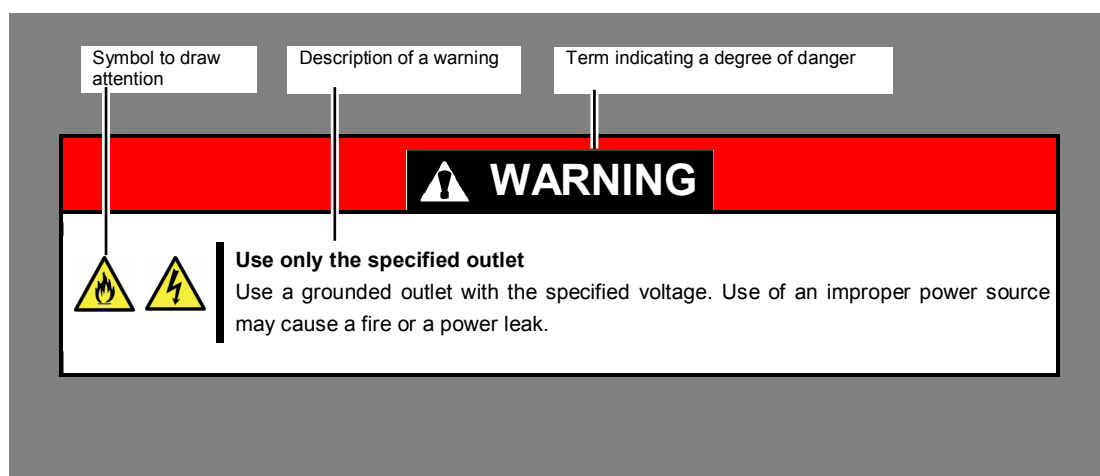 Symbol to draw
attention
Description of a warning
Term indicating a degree of danger
WARNING
Use only the specified outlet
Use a grounded outlet with the specified voltage. Use of an improper power source
may cause a fire or a power leak.